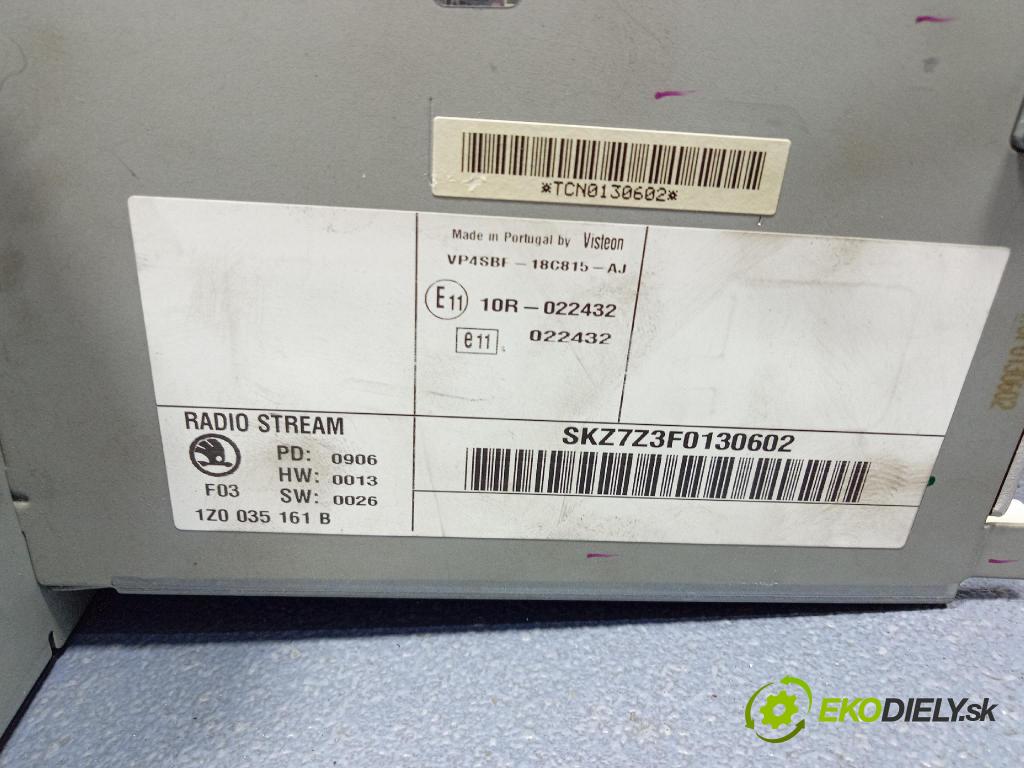 *TCN0130602*
Made in Portugal by Visteon
VP4SBF-18C815-AJ
E11 10R-022432
e11 022432
RADIO STREAM
PD: 0906
HW: 0013
F03 SW: 0026
1Z0 035 161 B
SKZ7Z3F0130602
0130602
EKODIELY.sk